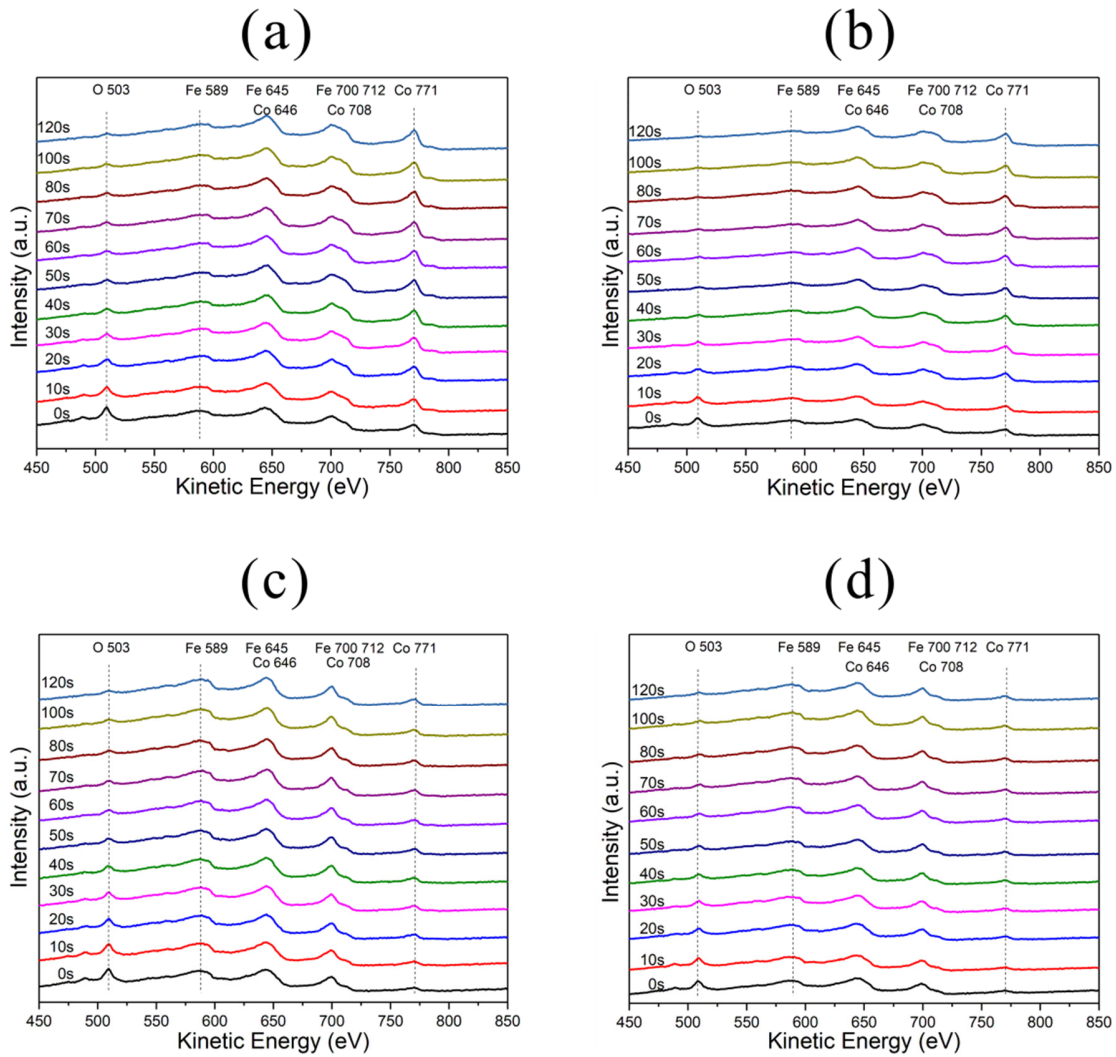 (a)
O 503 Fe 589 Fe 645 Fe 700 712 Co 771
Co 646 Co 708
120s
100s
80s
70s
60s
50s
40s
30s
20s
10s
0s
Intensity (a.u.)
450 500 550 600 650 700 750 800 850
Kinetic Energy (eV)
(b)
O 503 Fe 589 Fe 645 Fe 700 712 Co 771
Co 646 Co 708
120s
100s
80s
70s
60s
50s
40s
30s
20s
10s
0s
Intensity (a.u.)
450 500 550 600 650 700 750 800 850
Kinetic Energy (eV)
(c)
O 503 Fe 589 Fe 645 Fe 700 712 Co 771
Co 646 Co 708
120s
100s
80s
70s
60s
50s
40s
30s
20s
10s
0s
Intensity (a.u.)
450 500 550 600 650 700 750 800 850
Kinetic Energy (eV)
(d)
O 503 Fe 589 Fe 645 Fe 700 712 Co 771
Co 646 Co 708
120s
100s
80s
70s
60s
50s
40s
30s
20s
10s
0s
Intensity (a.u.)
450 500 550 600 650 700 750 800 850
Kinetic Energy (eV)